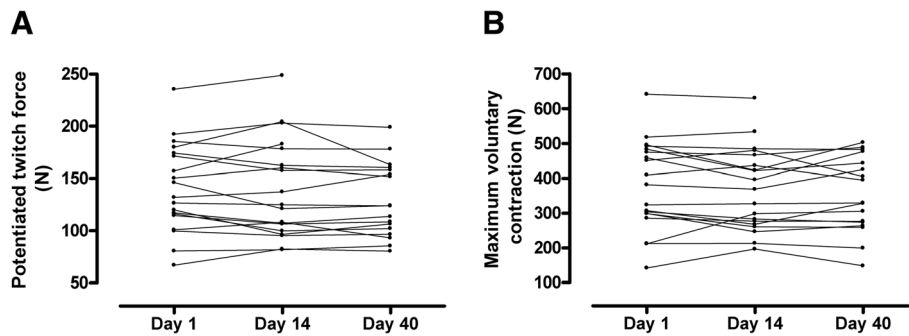 A
Potentiated twitch force
(N)
250
200
150
100
50
Day 1 Day 14 Day 40
B
Maximum voluntary
contraction (N)
700
600
500
400
300
200
100
Day 1 Day 14 Day 40